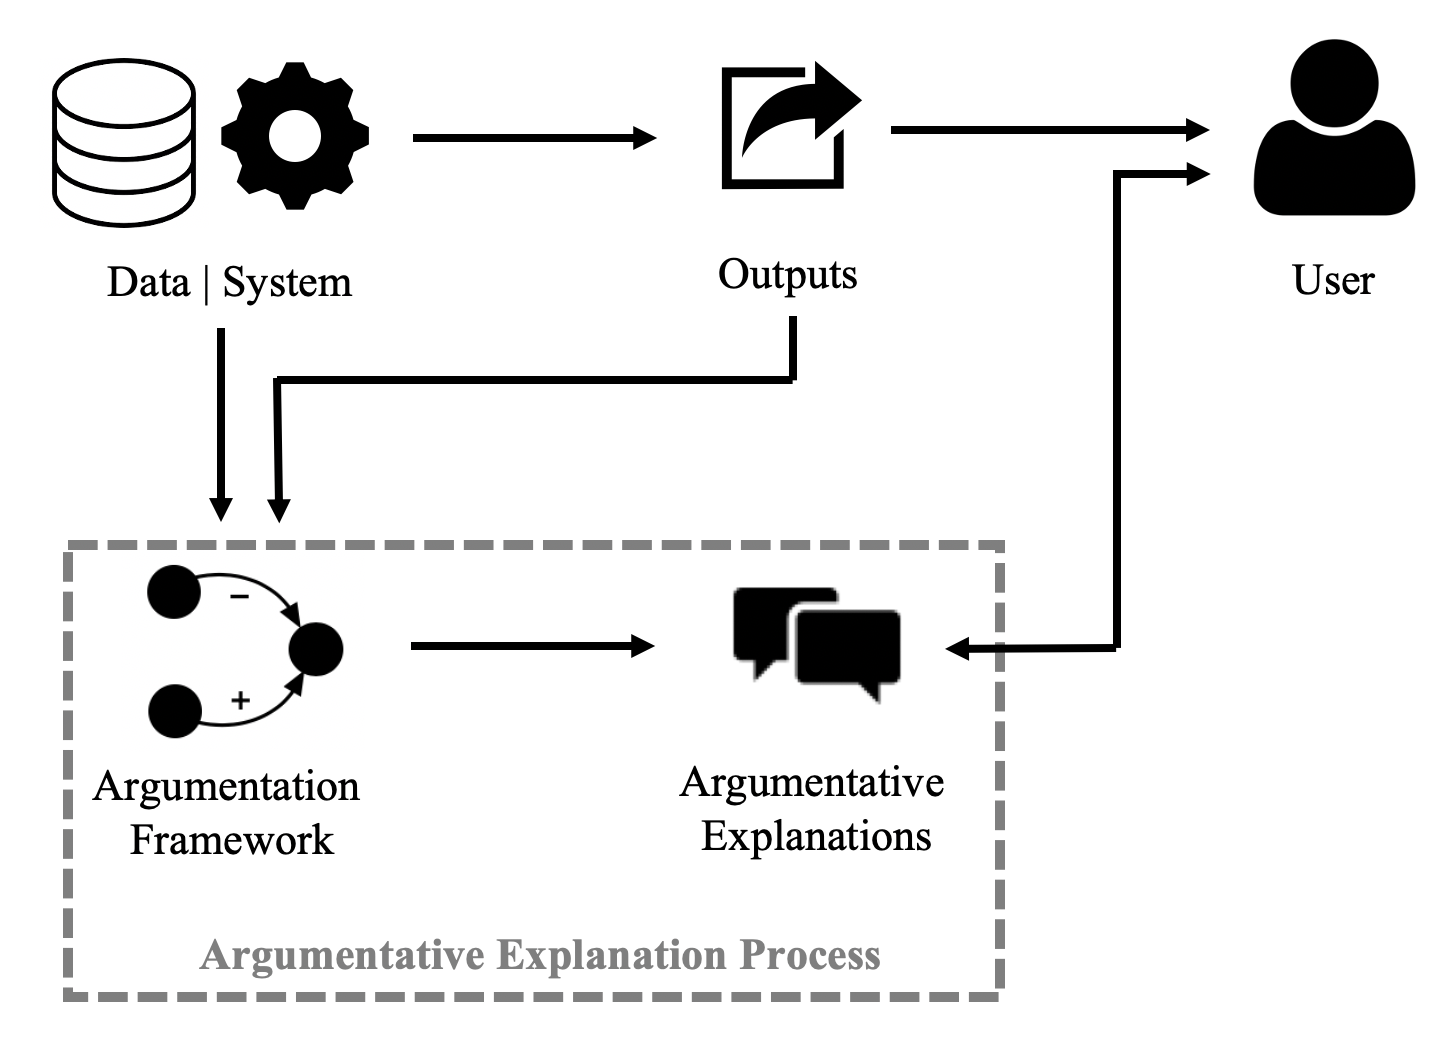 Data | System
Outputs
User
−
+
Argumentation
Framework
Argumentative
Explanations
Argumentative Explanation Process